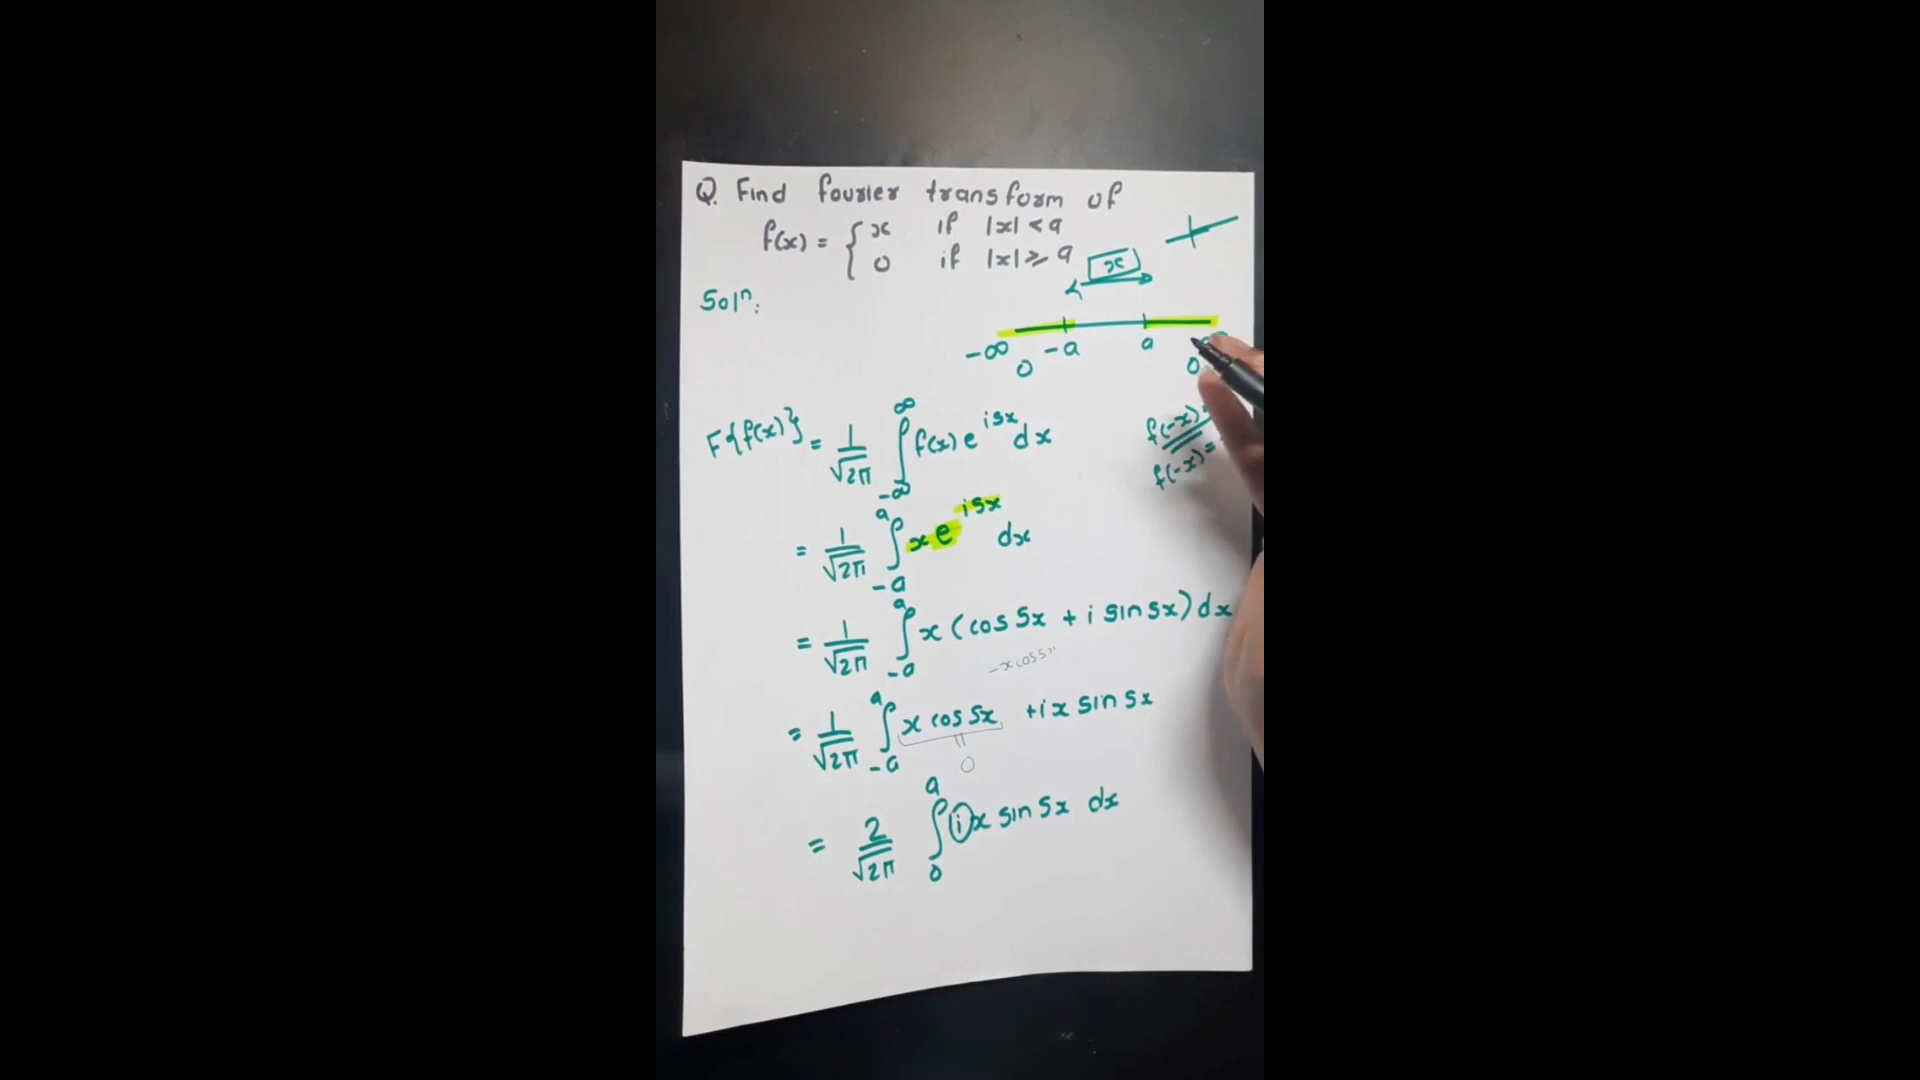 Q. Find fourier transform of
f(x) = { x if |x| < a
0 if |x| ≥ a
x
Soln:
-∞ -a a
0 0
F{f(x)} = 1/√2π ∫_{-∞}^{∞} f(x) e^{isx} dx
f(-x) =
f(-x) =
= 1/√2π ∫_{-a}^{a} x e^{isx} dx
= 1/√2π ∫_{-a}^{a} x (cos sx + i sin sx) dx
-x cos sx
= 1/√2π ∫_{-a}^{a} x cos sx + i x sin sx
0
= 2/√2π ∫_{0}^{a} i x sin sx dx